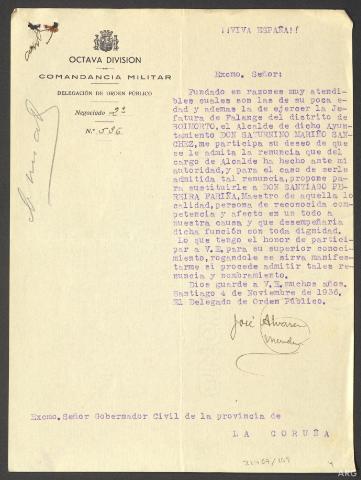 ¡¡VIVA ESPAÑA!!
OCTAVA DIVISION
COMANDANCIA MILITAR
DELEGACIÓN DE ORDEN PÚBLICO
Negociado 2º
N.º 536
Excmo. Señor:
Fundado en razones muy atendi-
bles cuales son las de su poca e-
dad y además la de ejercer la Je-
fatura de Falange del distrito de
BOIMORTO, el Alcalde de dicho Ayun-
tamiento DON SATURNINO MARIÑO SAN-
CHEZ, me participa su deseo de que
se le admita la renuncia que del
cargo de Alcalde ha hecho ante mi
autoridad, y para el caso de serle
admitida tal renuncia, propone pa-
ra sustituirle a DON SANTIAGO PE-
REIRA FARIÑA, Maestro de aquella lo
calidad, persona de reconocida com-
petencia y afecto en un todo a
nuestra causa y que desempeñaría
dicha función con toda dignidad.
Lo que tengo el honor de partici-
par a V.E. para su superior conoci-
miento, rogandole se sirva manifes-
tarme si procede admitir tales re
nuncia y nombramiento.
Dios guarde a V.E. muchos años.
Santiago 4 de Noviembre de 1936.
El Delegado de Orden Público.
José Alvarez
Mendez
Excmo. Señor Gobernador Civil de la provincia de
LA CORUÑA
ARG